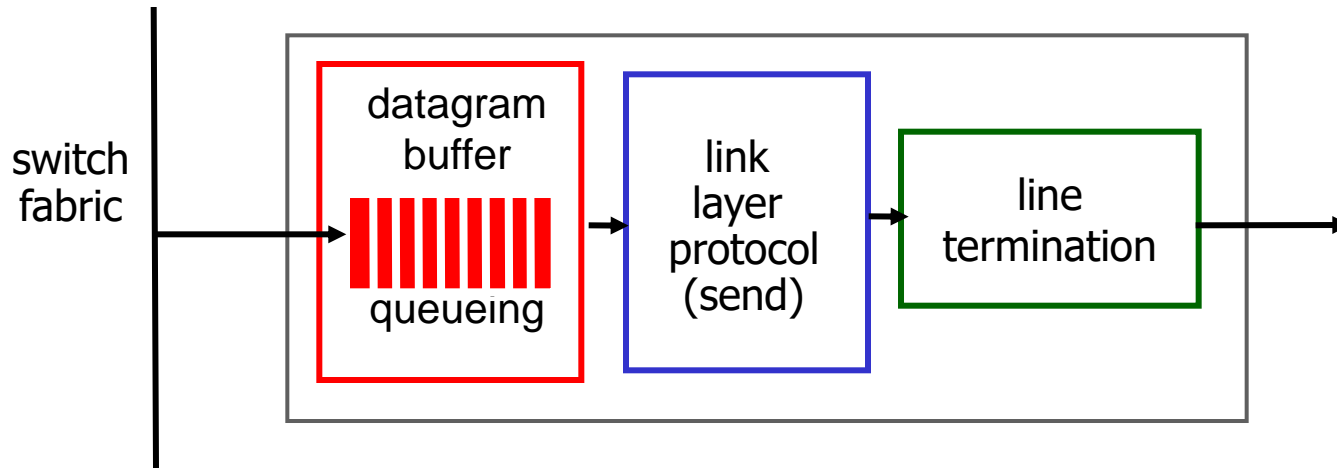 switch
fabric
datagram
buffer
queueing
link
layer
protocol
(send)
line
termination